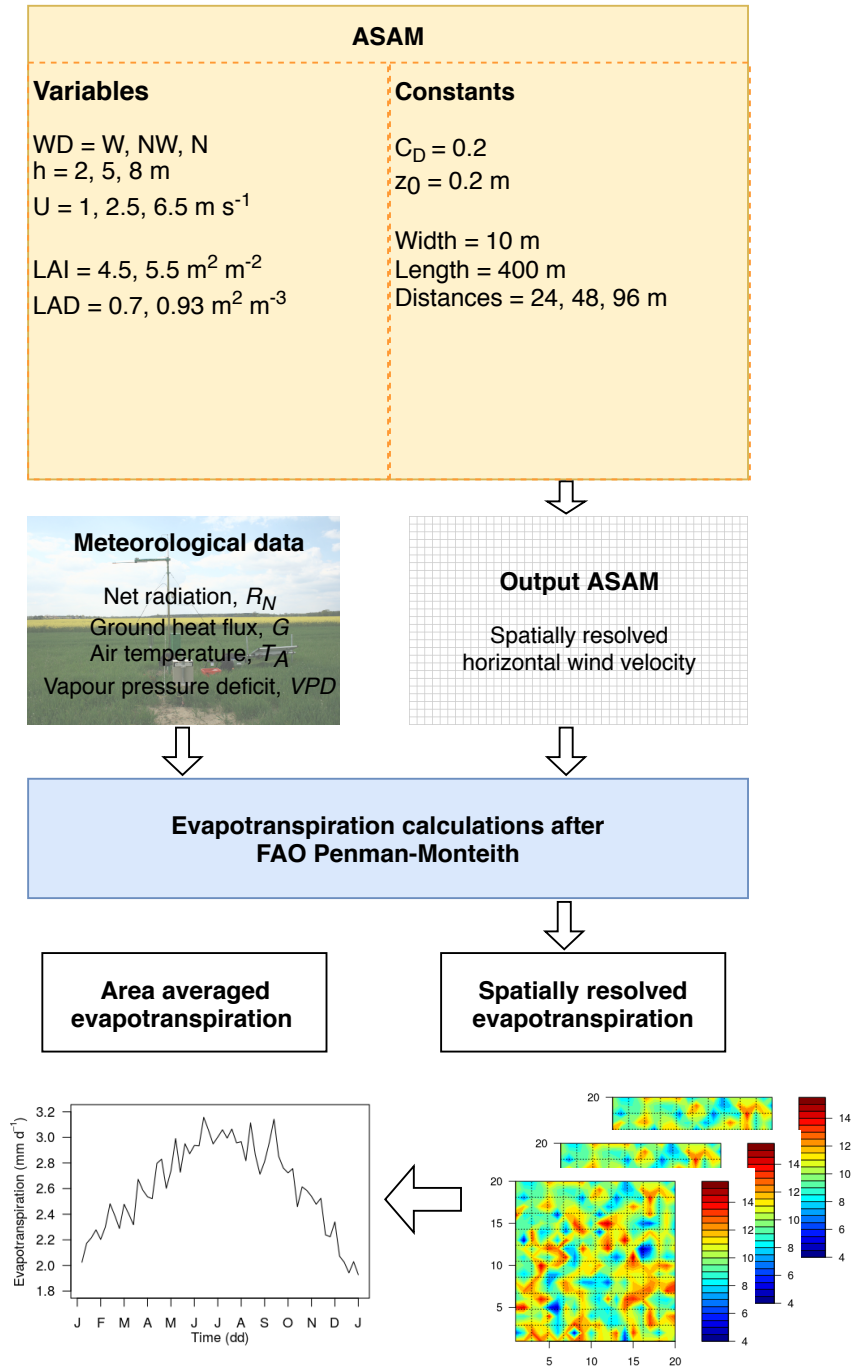 ASAM
Variables
WD = W, NW, N
h = 2, 5, 8 m
U = 1, 2.5, 6.5 m s-1
LAI = 4.5, 5.5 m2 m-2
LAD = 0.7, 0.93 m2 m-3
Constants
CD = 0.2
z0 = 0.2 m
Width = 10 m
Length = 400 m
Distances = 24, 48, 96 m
Meteorological data
Net radiation, RN
Ground heat flux, G
Air temperature, TA
Vapour pressure deficit, VPD
Output ASAM
Spatially resolved
horizontal wind velocity
Evapotranspiration calculations after
FAO Penman-Monteith
Area averaged
evapotranspiration
Spatially resolved
evapotranspiration
Evapotranspiration (mm d-1)
3.2
3.0
2.8
2.6
2.4
2.2
2.0
1.8
J F M A M J J A S O N D J
Time (dd)
20
14
12
10
8
6
4
20
14
12
10
8
6
4
20
15
10
5
5 10 15 20
14
12
10
8
6
4